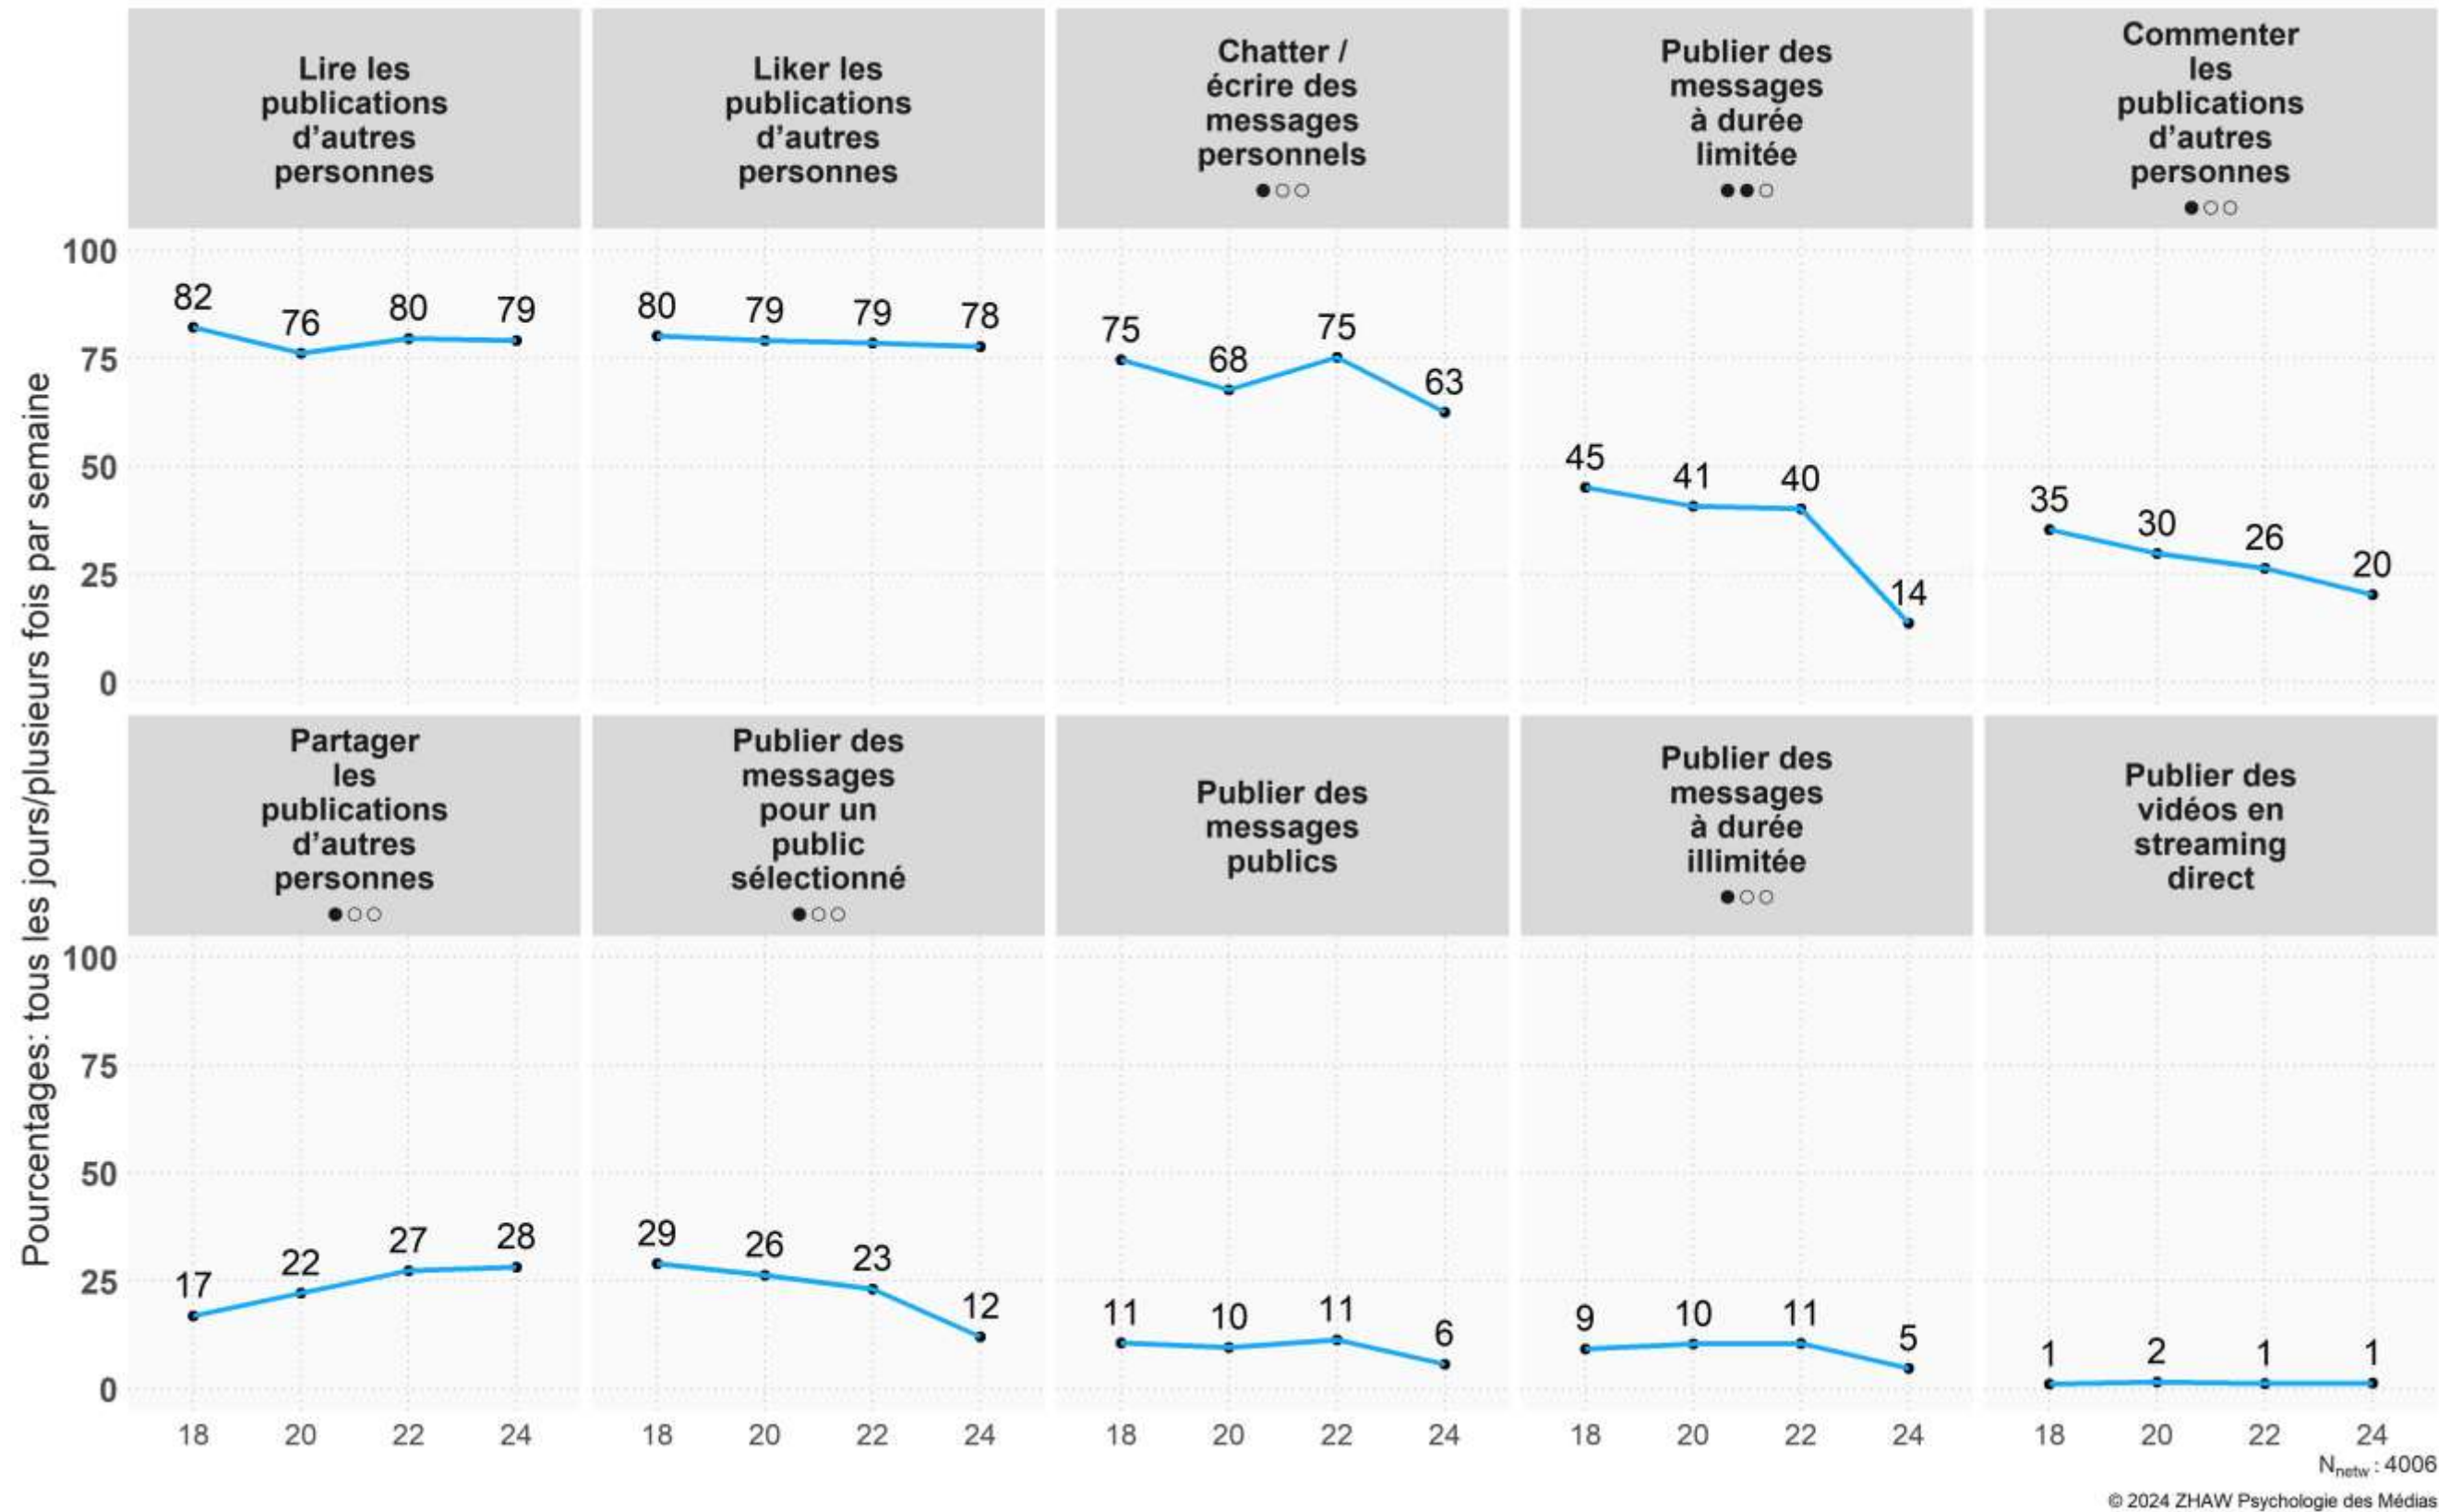 Lire les
publications
d’autres
personnes
Liker les
publications
d’autres
personnes
Chatter /
écrire des
messages
personnels
●○○
Publier des
messages
à durée
limitée
●●○
Commenter
les
publications
d’autres
personnes
●○○
Pourcentages: tous les jours/plusieurs fois par semaine
100
75
50
25
0
82 76 80 79
80 79 79 78
75 68 75 63
45 41 40 14
35 30 26 20
Partager
les
publications
d’autres
personnes
●○○
Publier des
messages
pour un
public
sélectionné
●○○
Publier des
messages
publics
Publier des
messages
à durée
illimitée
●○○
Publier des
vidéos en
streaming
direct
100
75
50
25
0
17 22 27 28
29 26 23 12
11 10 11 6
9 10 11 5
1 2 1 1
18 20 22 24
18 20 22 24
18 20 22 24
18 20 22 24
18 20 22 24
Nnetw : 4006
© 2024 ZHAW Psychologie des Médias